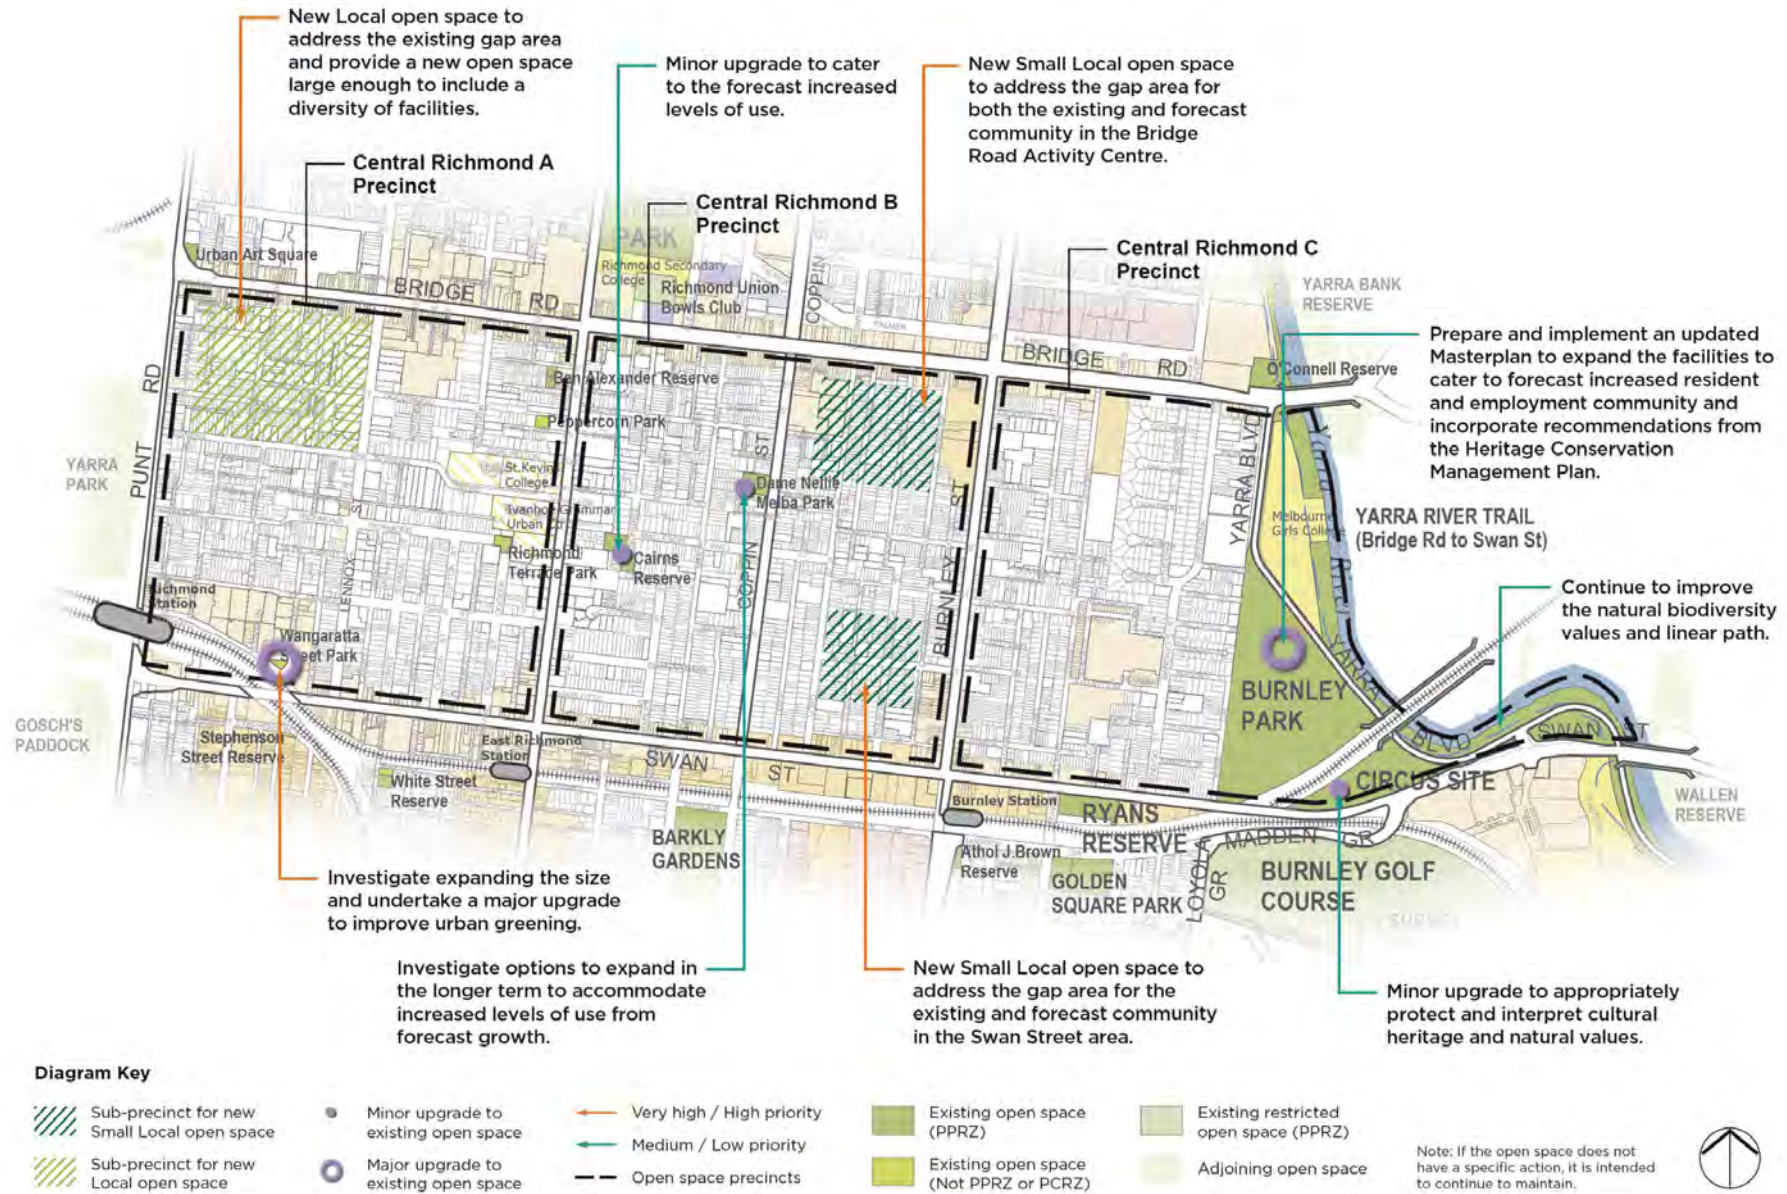 New Local open space to
address the existing gap area
and provide a new open space
large enough to include a
diversity of facilities.
Minor upgrade to cater
to the forecast increased
levels of use.
New Small Local open space
to address the gap area for
both the existing and forecast
community in the Bridge
Road Activity Centre.
Central Richmond A
Precinct
Central Richmond B
Precinct
Central Richmond C
Precinct
PARK
Urban Art Square
Richmond Secondary
College
Richmond Union
Bowls Club
COPPIN
PALMER
YARRA BANK
RESERVE
BRIDGE RD
BRIDGE RD
O'Connell Reserve
Prepare and implement an updated
Masterplan to expand the facilities to
cater to forecast increased resident
and employment community and
incorporate recommendations from
the Heritage Conservation
Management Plan.
PUNT RD
YARRA
PARK
Ben Alexander Reserve
Peppercorn Park
St.Kevin
College
Ivanhoe Grammar
Urban
Richmond
Terrace Park
Dame Nellie
Melba Park
Cairns
Reserve
COPPIN ST
BURNLEY ST
YARRA BLVD
Melbourne
Girls College
YARRA RIVER TRAIL
(Bridge Rd to Swan St)
Continue to improve
the natural biodiversity
values and linear path.
Richmond
Station
LENNOX ST
Wangaratta
Street Park
BURNLEY
PARK
YARRA BLVD
SWAN ST
GOSCH'S
PADDOCK
Stephenson
Street Reserve
East Richmond
Station
White Street
Reserve
SWAN ST
BARKLY
GARDENS
Burnley Station
RYANS
RESERVE
CIRCUS SITE
WALLEN
RESERVE
MADDEN GR
Athol J.Brown
Reserve
GOLDEN
SQUARE PARK
LOYOLA
GR
BURNLEY GOLF
COURSE
Investigate expanding the size
and undertake a major upgrade
to improve urban greening.
Investigate options to expand in
the longer term to accommodate
increased levels of use from
forecast growth.
New Small Local open space to
address the gap area for the
existing and forecast community
in the Swan Street area.
Minor upgrade to appropriately
protect and interpret cultural
heritage and natural values.
Diagram Key
Sub-precinct for new
Small Local open space
Sub-precinct for new
Local open space
Minor upgrade to
existing open space
Major upgrade to
existing open space
Very high / High priority
Medium / Low priority
Open space precincts
Existing open space
(PPRZ)
Existing open space
(Not PPRZ or PCRZ)
Existing restricted
open space (PPRZ)
Adjoining open space
Note: If the open space does not
have a specific action, it is intended
to continue to maintain.